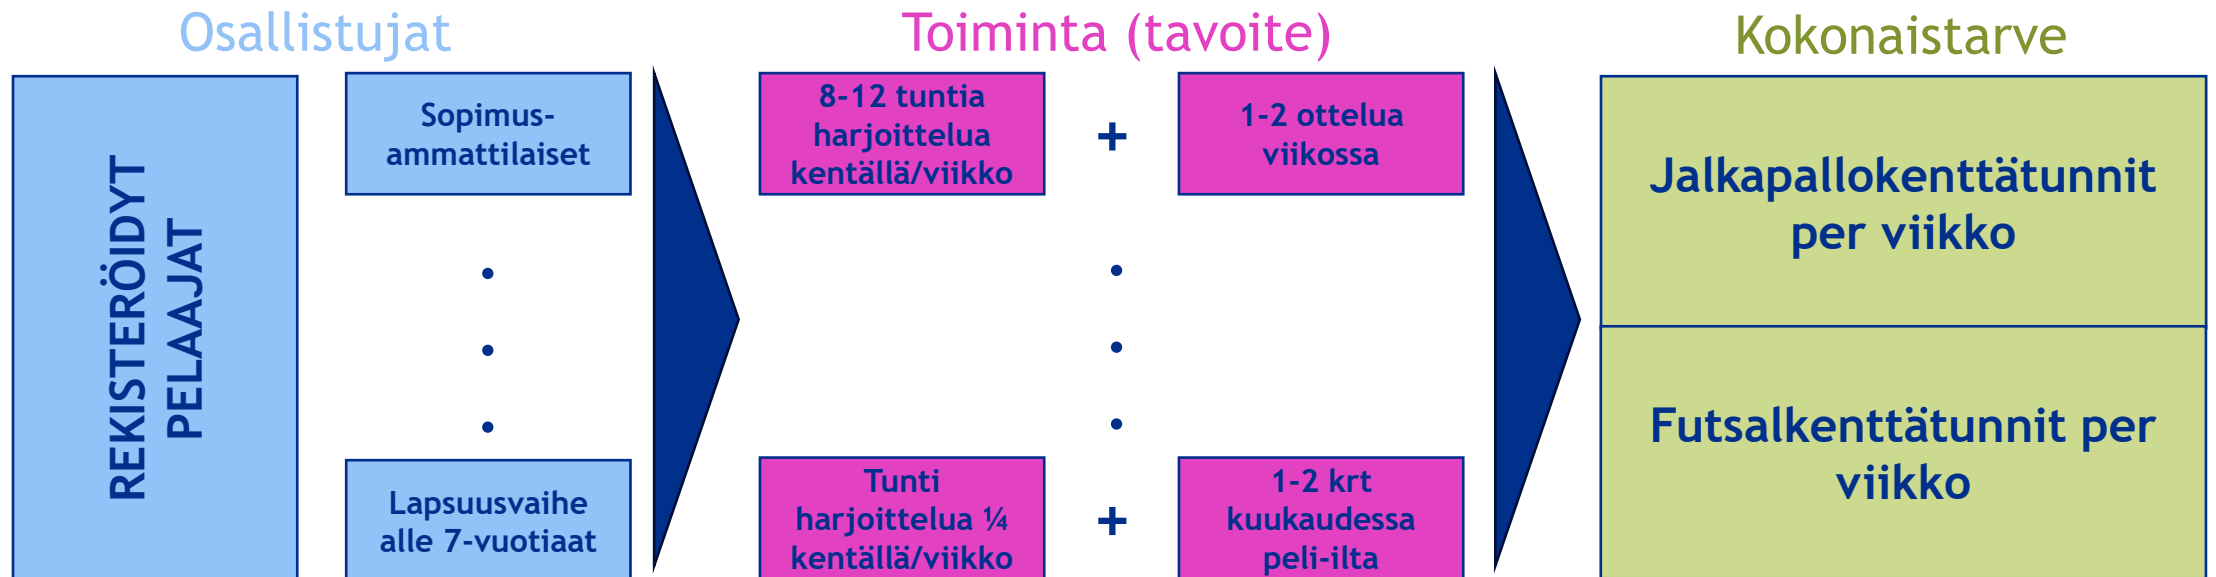 Osallistujat
Toiminta (tavoite)
Kokonaistarve
REKISTERÖIDYT
PELAAJAT
Sopimus-
ammattilaiset
8-12 tuntia
harjoittelua
kentällä/viikko
+
1-2 ottelua
viikossa
Jalkapallokenttätunnit
per viikko
Lapsuusvaihe
alle 7-vuotiaat
Tunti
harjoittelua ¼
kentällä/viikko
+
1-2 krt
kuukaudessa
peli-ilta
Futsalkenttätunnit per
viikko